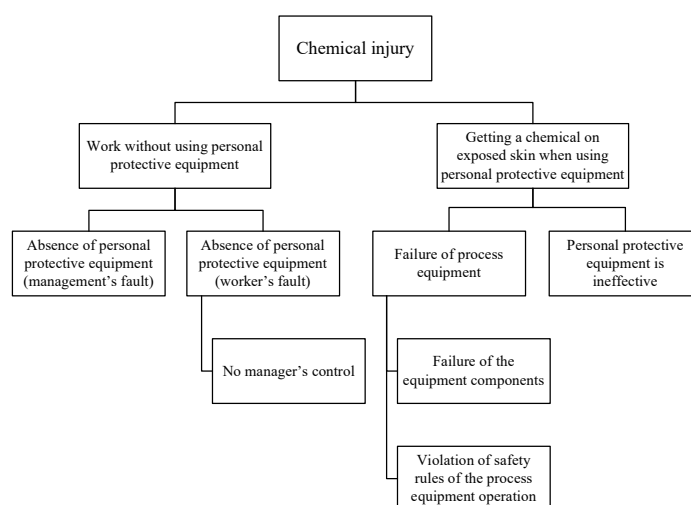 Chemical injury
Work without using personal
protective equipment
Getting a chemical on
exposed skin when using
personal protective equipment
Absence of personal
protective equipment
(management’s fault)
Absence of personal
protective equipment
(worker’s fault)
Failure of process
equipment
Personal protective
equipment is
ineffective
No manager’s control
Failure of the
equipment components
Violation of safety
rules of the process
equipment operation